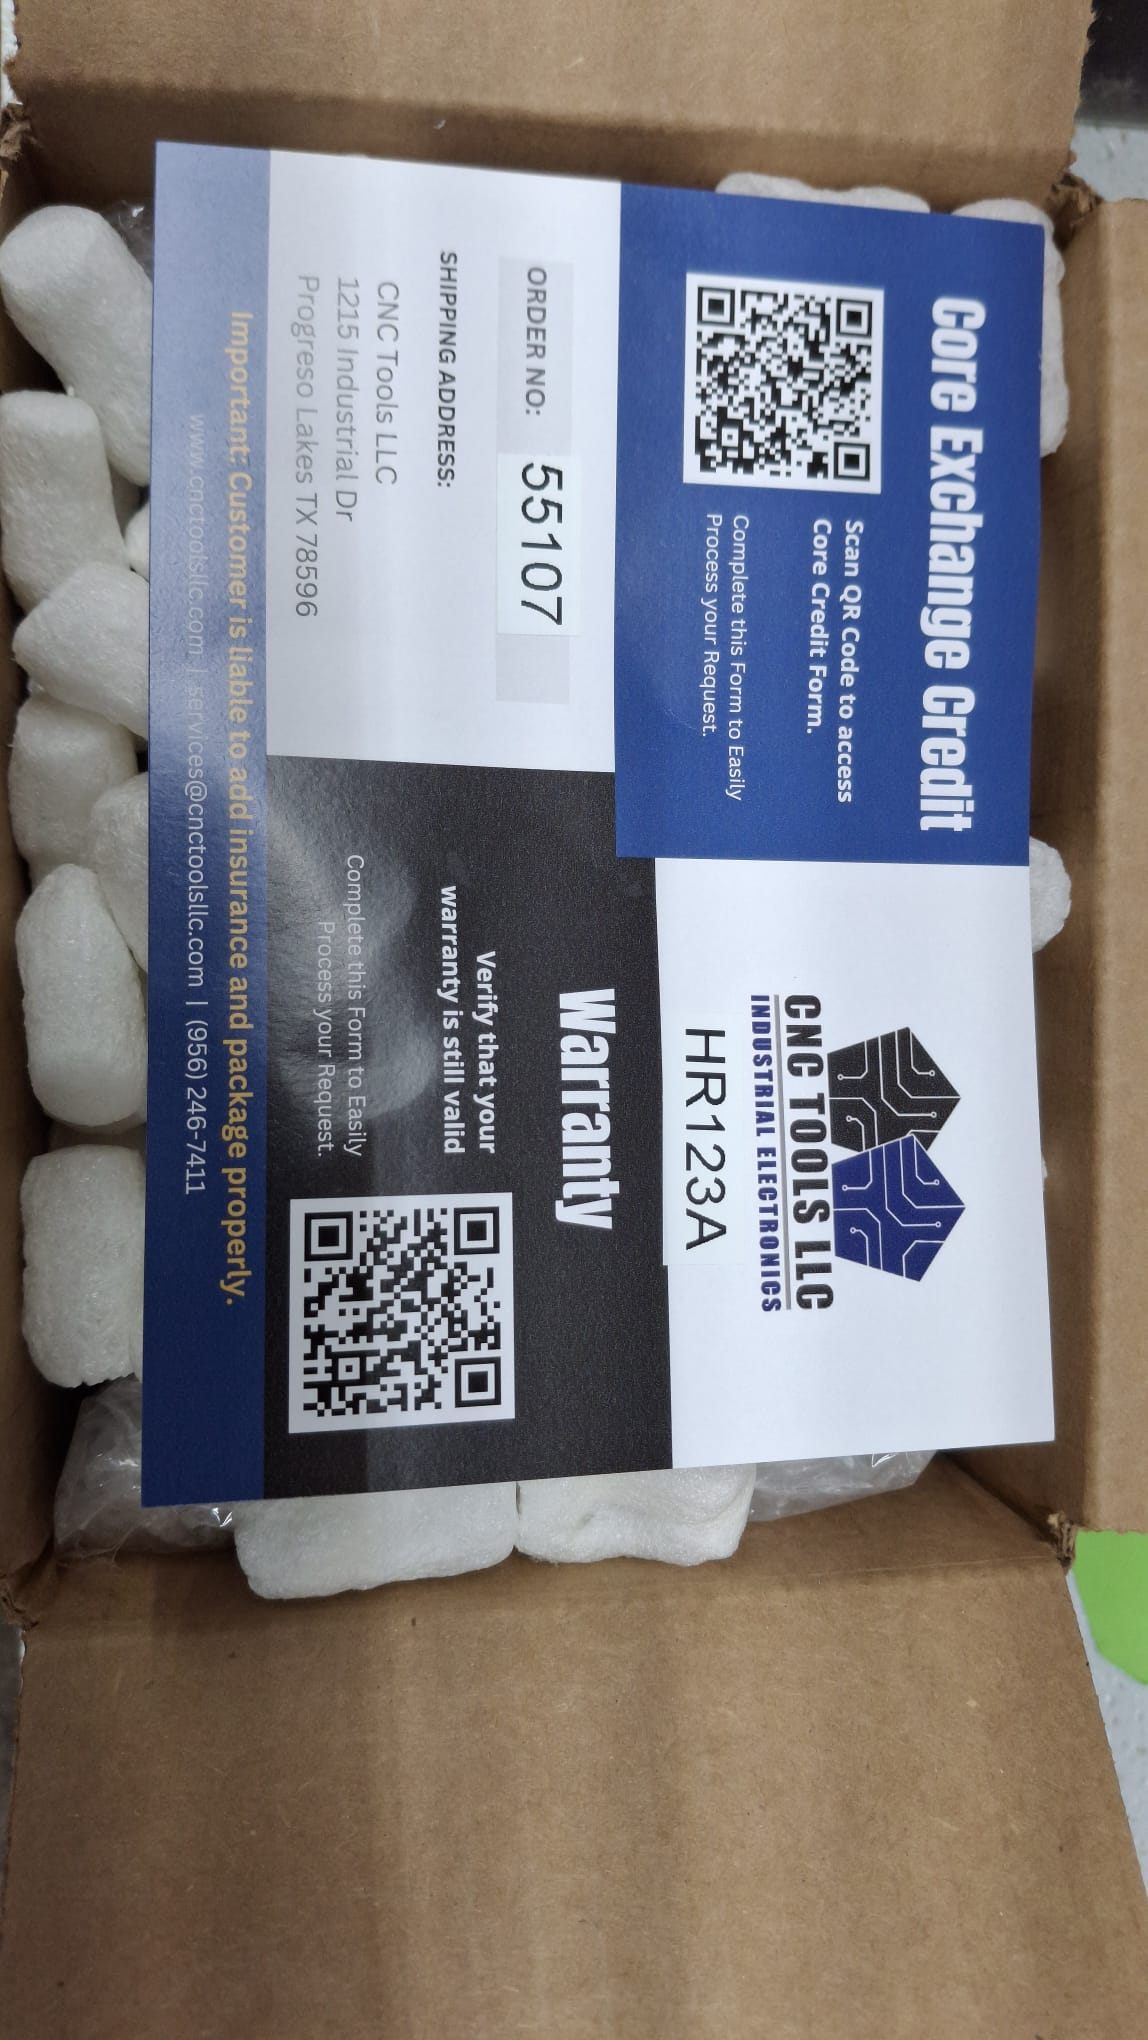 Core Exchange Credit
Scan QR Code to access
Core Credit Form.
Complete this Form to Easily
Process your Request.
CNC TOOLS LLC
INDUSTRIAL ELECTRONICS
HR123A
ORDER NO: 55107
SHIPPING ADDRESS:
CNC Tools LLC
1215 Industrial Dr
Progreso Lakes TX 78596
Warranty
Verify that your
warranty is still valid
Complete this Form to Easily
Process your Request.
Important: Customer is liable to add insurance and package properly.
www.cnctoolsllc.com | services@cnctoolsllc.com | (956) 246-7411